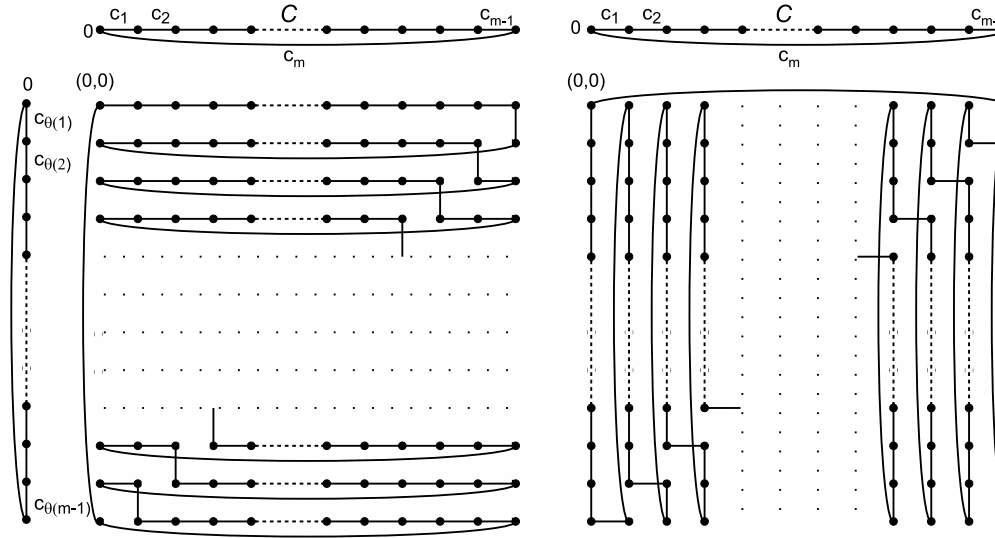 c1 c2 C cm-1
0
cm
0 (0,0)
cθ(1)
cθ(2)
cθ(m-1)
c1 c2 C cm-
0
cm
(0,0)